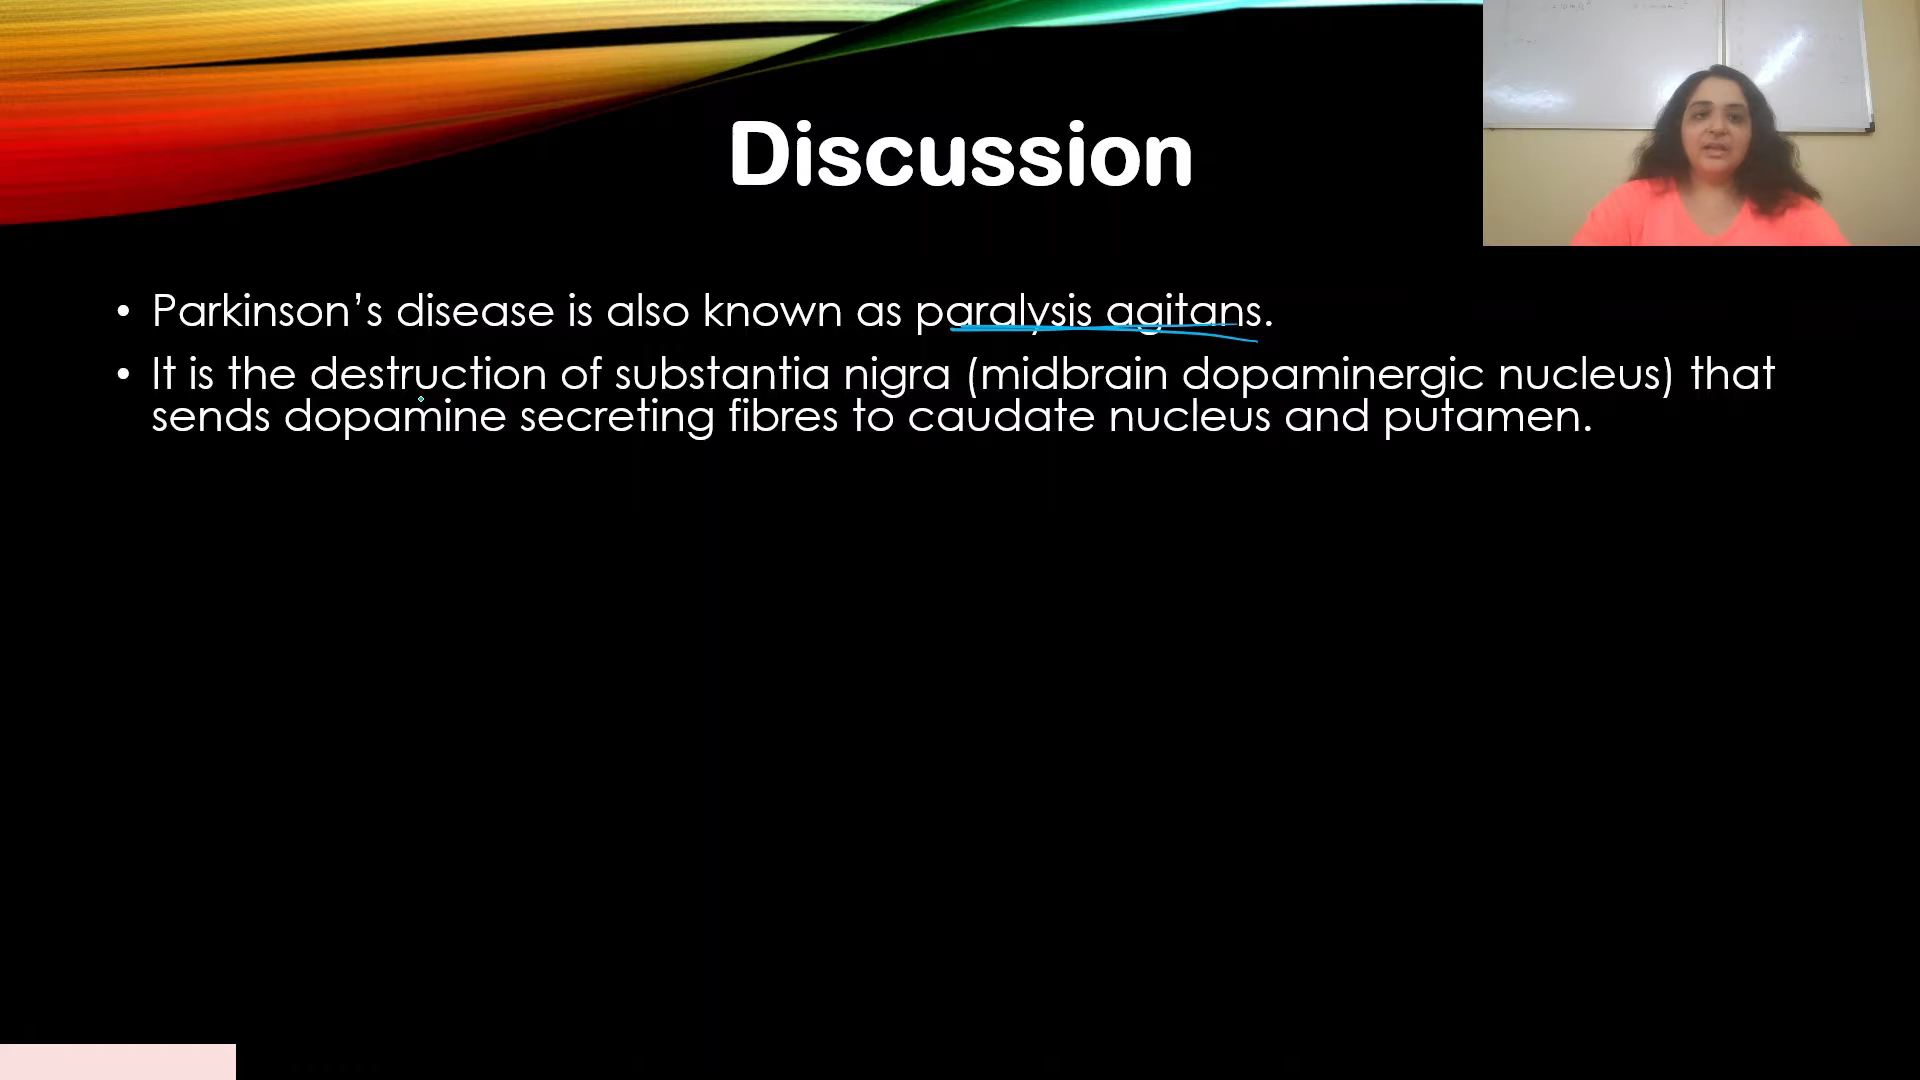 Discussion
• Parkinson’s disease is also known as paralysis agitans.
• It is the destruction of substantia nigra (midbrain dopaminergic nucleus) that
sends dopamine secreting fibres to caudate nucleus and putamen.